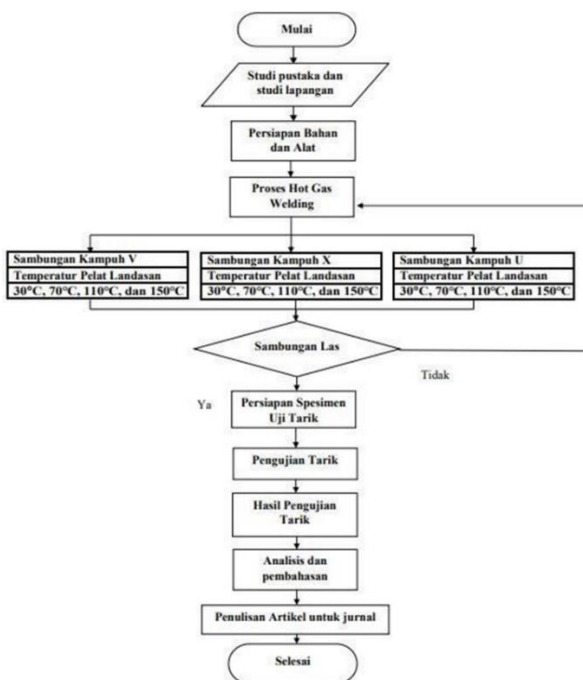 Mulai
Studi pustaka dan
studi lapangan
Persiapan Bahan
dan Alat
Proses Hot Gas
Welding
Sambungan Kampuh V
Temperatur Pelat Landasan
30°C, 70°C, 110°C, dan 150°C
Sambungan Kampuh X
Temperatur Pelat Landasan
30°C, 70°C, 110°C, dan 150°C
Sambungan Kampuh U
Temperatur Pelat Landasan
30°C, 70°C, 110°C, dan 150°C
Sambungan Las
Tidak
Ya
Persiapan Spesimen
Uji Tarik
Pengujian Tarik
Hasil Pengujian
Tarik
Analisis dan
pembahasan
Penulisan Artikel untuk jurnal
Selesai